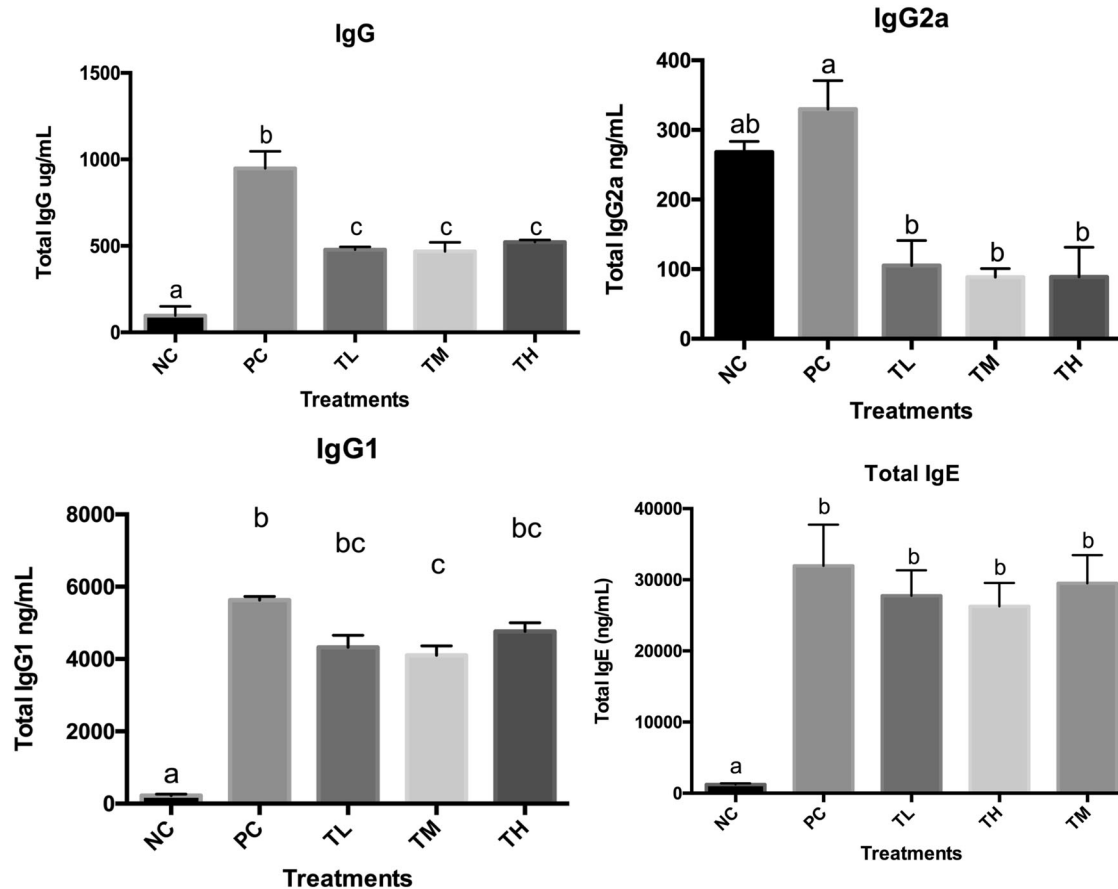 IgG
Total IgG ug/mL
1500
1000
500
0
a
b
c
c
c
NC
PC
TL
TM
TH
Treatments
IgG2a
Total IgG2a ng/mL
400
300
200
100
0
ab
a
b
b
b
NC
PC
TL
TM
TH
Treatments
IgG1
Total IgG1 ng/mL
8000
6000
4000
2000
0
a
b
bc
c
bc
NC
PC
TL
TM
TH
Treatments
Total IgE
Total IgE (ng/mL)
40000
30000
20000
10000
0
a
b
b
b
b
NC
PC
TL
TH
TM
Treatments